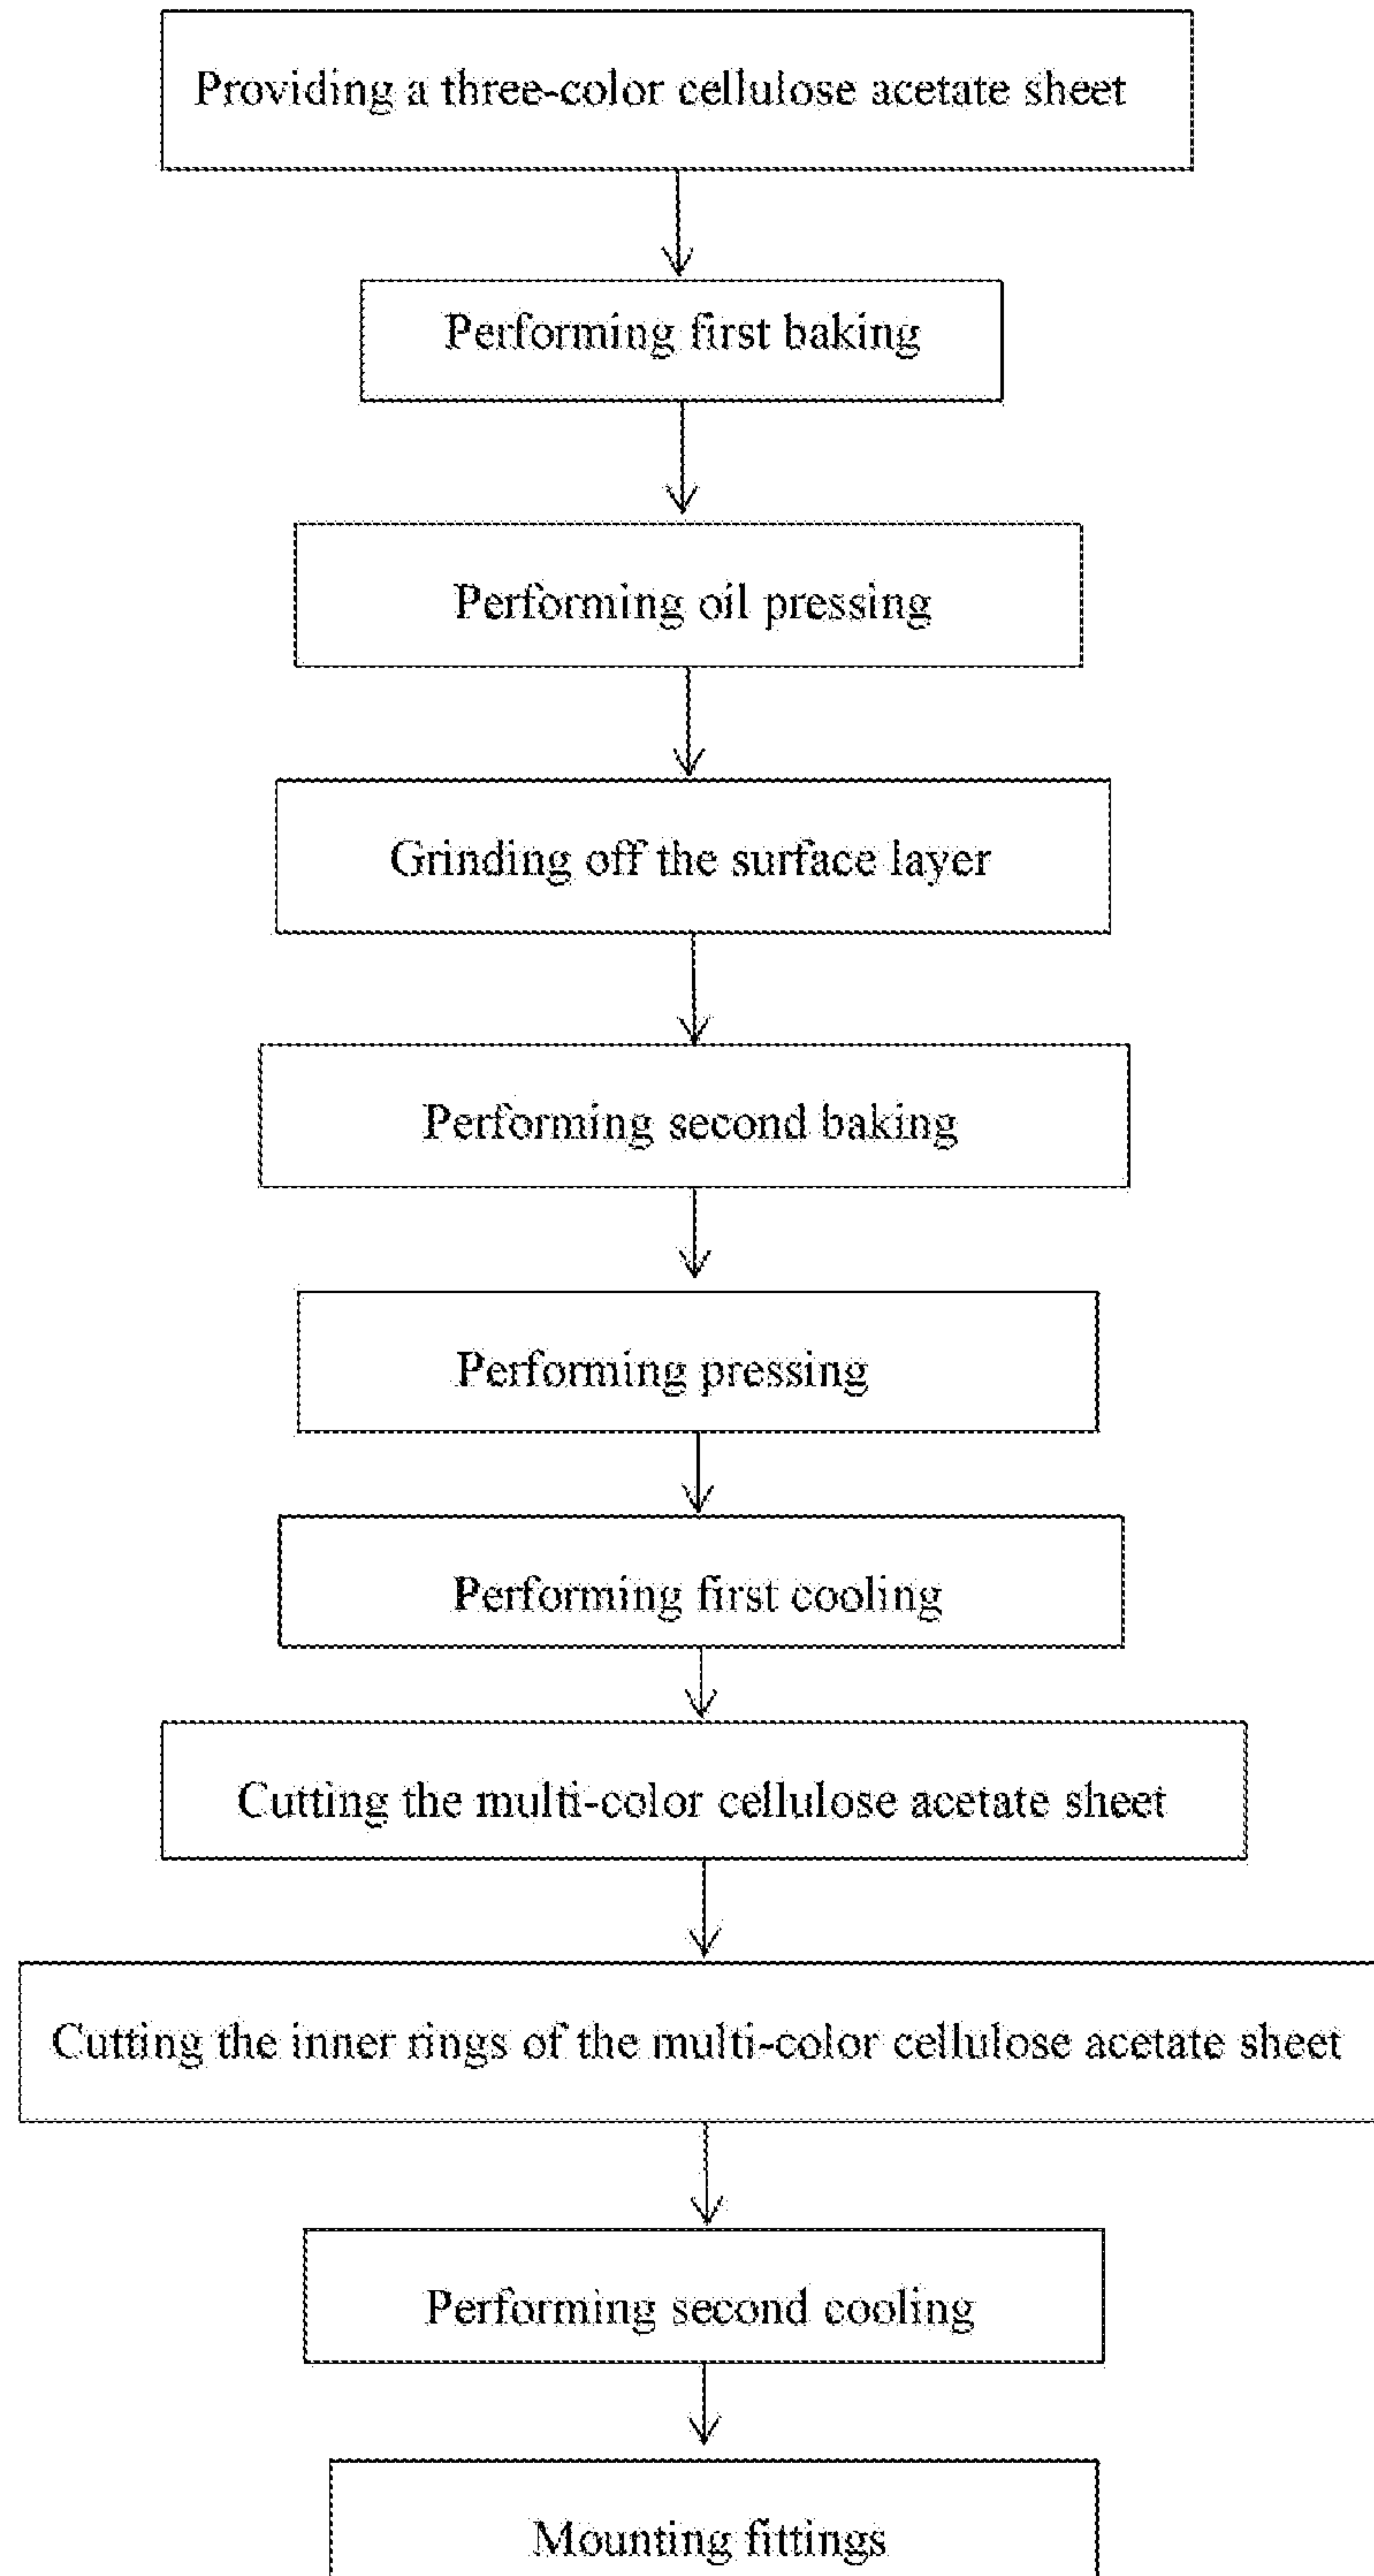 Providing a three-color cellulose acetate sheet
Performing first baking
Performing oil pressing
Grinding off the surface layer
Performing second baking
Performing pressing
Performing first cooling
Cutting the multi-color cellulose acetate sheet
Cutting the inner rings of the multi-color cellulose acetate sheet
Performing second cooling
Mounting fittings